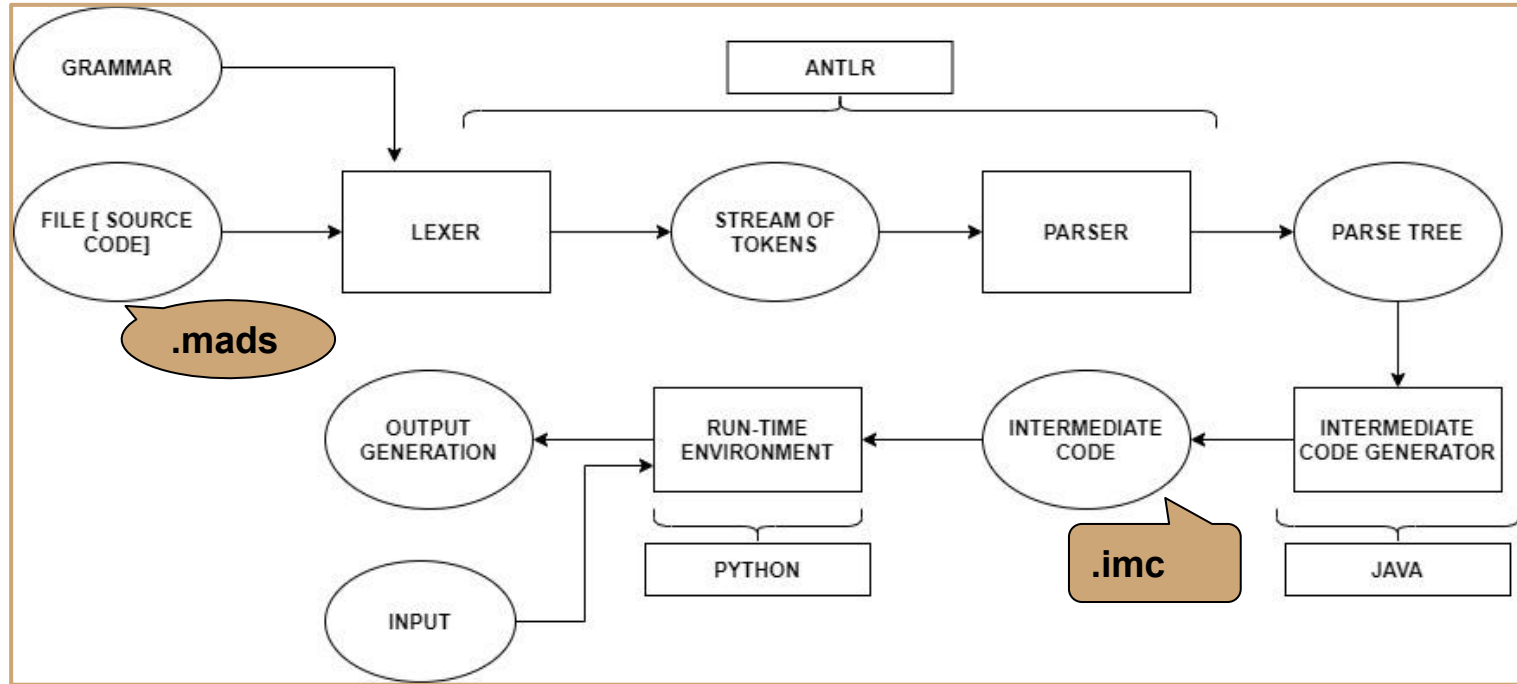 GRAMMAR
ANTLR
FILE [ SOURCE
CODE]
LEXER
STREAM OF
TOKENS
PARSER
PARSE TREE
.mads
OUTPUT
GENERATION
RUN-TIME
ENVIRONMENT
INTERMEDIATE
CODE
INTERMEDIATE
CODE GENERATOR
.imc
PYTHON
JAVA
INPUT